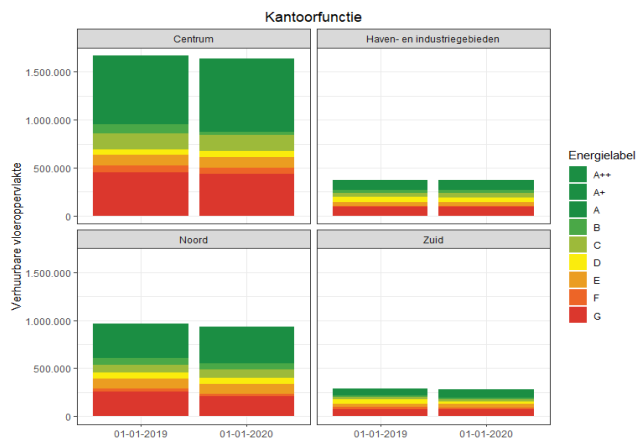 Kantoorfunctie
Centrum
Haven- en industriegebieden
1.500.000
1.000.000
500.000
0
Noord
Zuid
1.500.000
1.000.000
500.000
0
01-01-2019
01-01-2020
01-01-2019
01-01-2020
Verhuurbare vloeroppervlakte
Energielabel
A++
A+
A
B
C
D
E
F
G